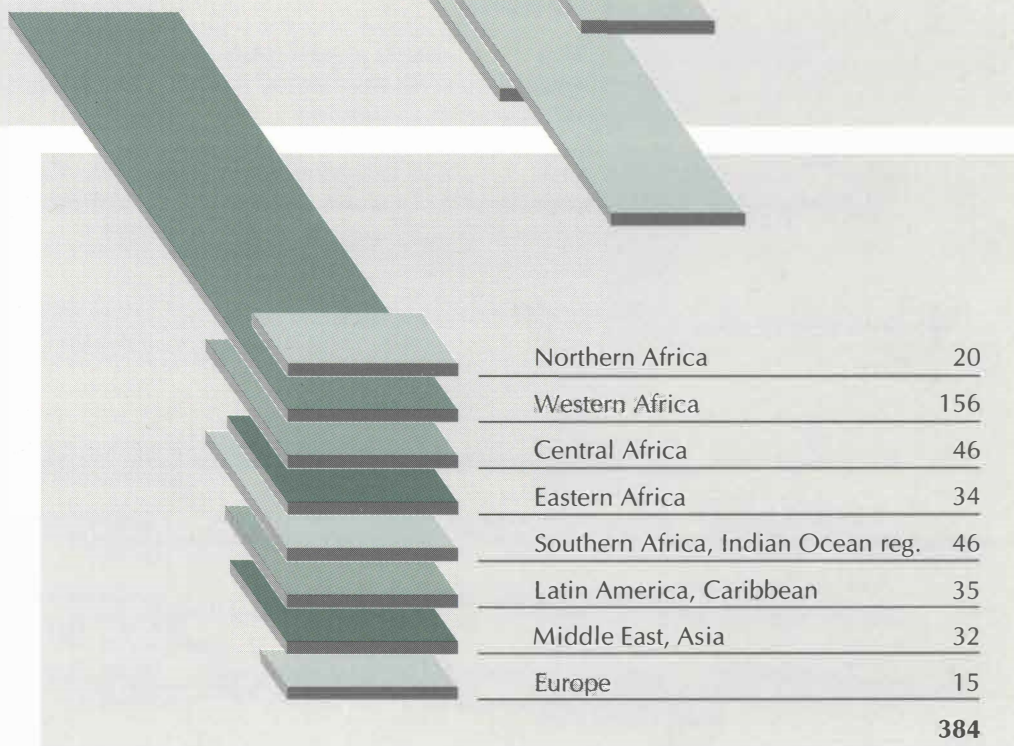 Northern Africa 20
Western Africa 156
Central Africa 46
Eastern Africa 34
Southern Africa, Indian Ocean reg. 46
Latin America, Caribbean 35
Middle East, Asia 32
Europe 15
384